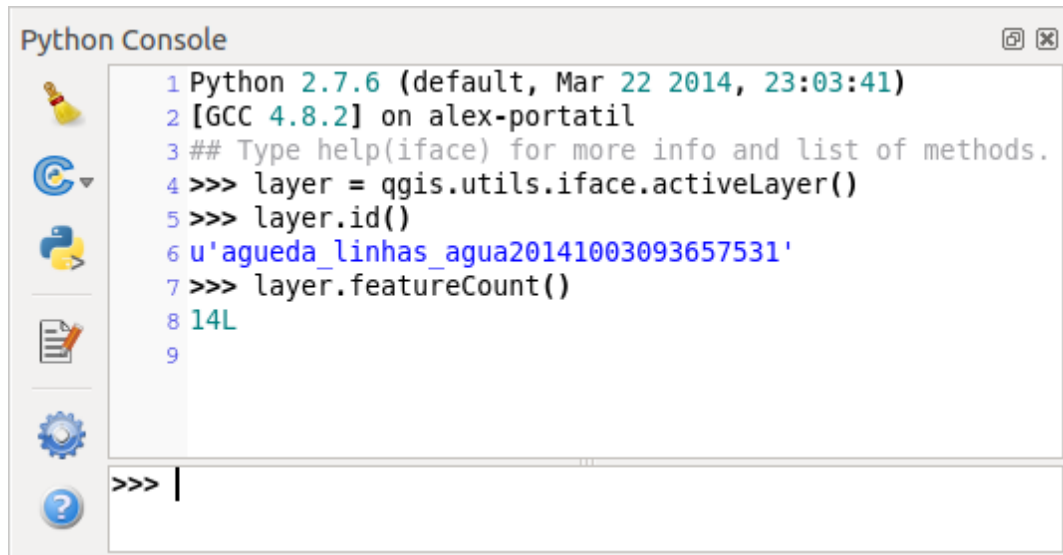 Python Console
1 Python 2.7.6 (default, Mar 22 2014, 23:03:41)
2 [GCC 4.8.2] on alex-portatil
3 ## Type help(iface) for more info and list of methods.
4 >>> layer = qgis.utils.iface.activeLayer()
5 >>> layer.id()
6 u'agueda_linhas_agua20141003093657531'
7 >>> layer.featureCount()
8 14L
9
>>>